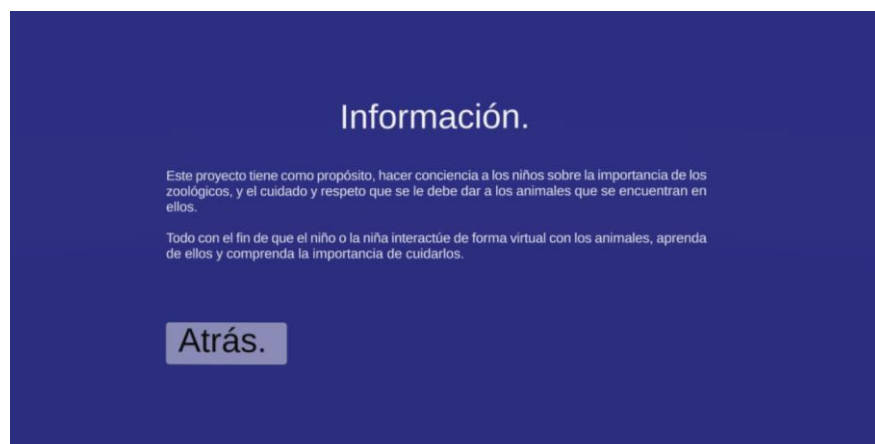 Información.
Este proyecto tiene como propósito, hacer conciencia a los niños sobre la importancia de los
zoológicos, y el cuidado y respeto que se le debe dar a los animales que se encuentran en
ellos.
Todo con el fin de que el niño o la niña interactúe de forma virtual con los animales, aprenda
de ellos y comprenda la importancia de cuidarlos.
Atrás.